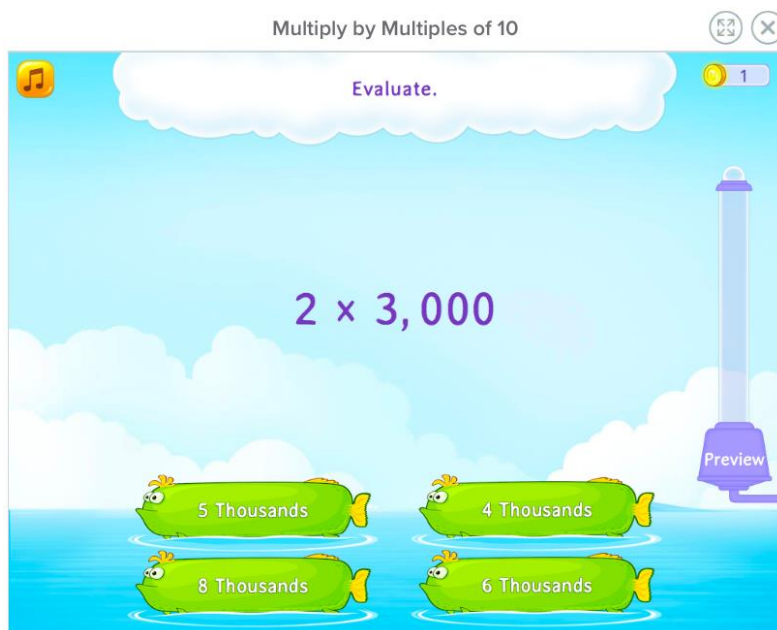 Multiply by Multiples of 10
Evaluate.
1
2 × 3,000
Preview
5 Thousands
4 Thousands
8 Thousands
6 Thousands